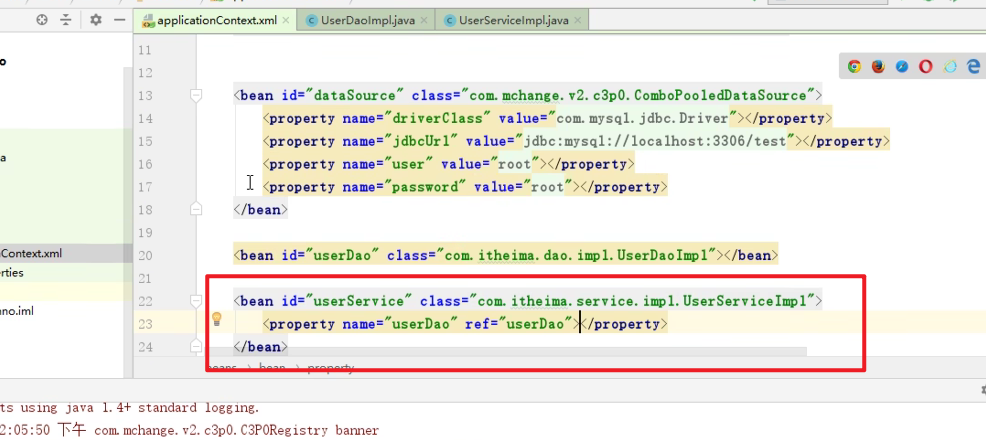 applicationContext.xml UserDaoImpl.java UserServiceImpl.java
11
12
13 <bean id="dataSource" class="com.mchange.v2.c3p0.ComboPooledDataSource">
14 <property name="driverClass" value="com.mysql.jdbc.Driver"></property>
15 <property name="jdbcUrl" value="jdbc:mysql://localhost:3306/test"></property>
16 <property name="user" value="root"></property>
17 <property name="password" value="root"></property>
18 </bean>
19
20 <bean id="userDao" class="com.itheima.dao.impl.UserDaoImpl"></bean>
21
22 <bean id="userService" class="com.itheima.service.impl.UserServiceImpl">
23 <property name="userDao" ref="userDao"></property>
24 </bean>
beans › bean › property
o
a
Context.xml
erties
no.iml
ts using java 1.4+ standard logging.
2:05:50 下午 com.mchange.v2.c3p0.C3P0Registry banner